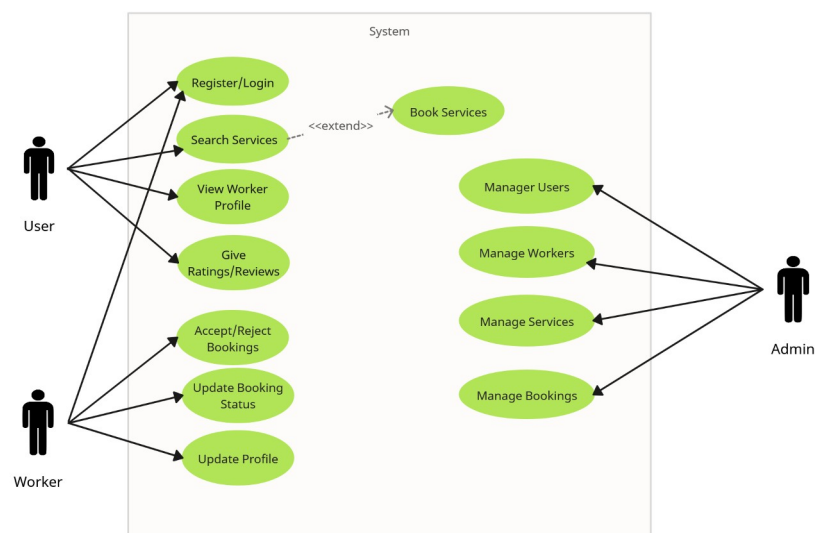 System
Register/Login
Book Services
<<extend>>
Search Services
View Worker
Profile
Manager Users
User
Give
Ratings/Reviews
Manage Workers
Accept/Reject
Bookings
Manage Services
Admin
Update Booking
Status
Manage Bookings
Update Profile
Worker